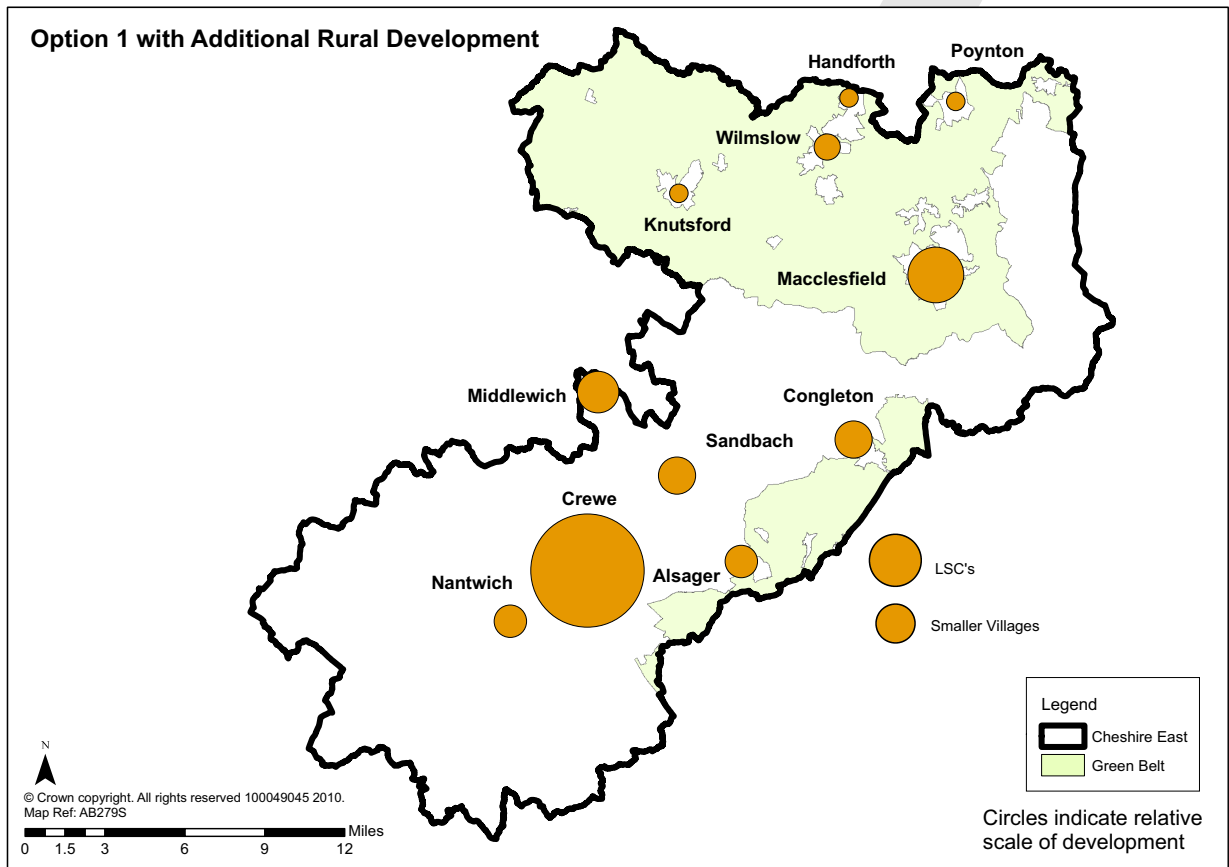 Option 1 with Additional Rural Development
Handforth
Poynton
Wilmslow
Knutsford
Macclesfield
Middlewich
Congleton
Sandbach
Crewe
Nantwich
Alsager
LSC's
Smaller Villages
Legend
Cheshire East
Green Belt
N
© Crown copyright. All rights reserved 100049045 2010.
Map Ref: AB279S
Miles
0 1.5 3 6 9 12
Circles indicate relative
scale of development